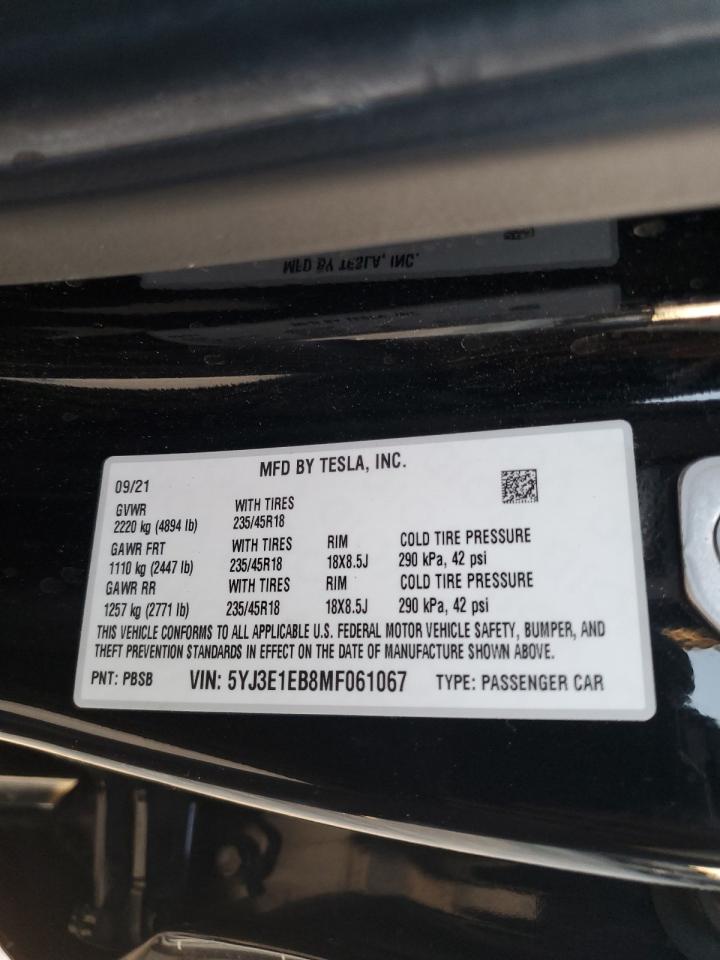 MFD BY TESLA, INC.
MFD BY TESLA, INC
MFD BY TESLA, INC.
09/21
GVWR WITH TIRES
2220 kg (4894 lb) 235/45R18
GAWR FRT WITH TIRES RIM COLD TIRE PRESSURE
1110 kg (2447 lb) 235/45R18 18X8.5J 290 kPa, 42 psi
GAWR RR WITH TIRES RIM COLD TIRE PRESSURE
1257 kg (2771 lb) 235/45R18 18X8.5J 290 kPa, 42 psi
THIS VEHICLE CONFORMS TO ALL APPLICABLE U.S. FEDERAL MOTOR VEHICLE SAFETY, BUMPER, AND
THEFT PREVENTION STANDARDS IN EFFECT ON THE DATE OF MANUFACTURE SHOWN ABOVE.
PNT: PBSB VIN: 5YJ3E1EB8MF061067 TYPE: PASSENGER CAR